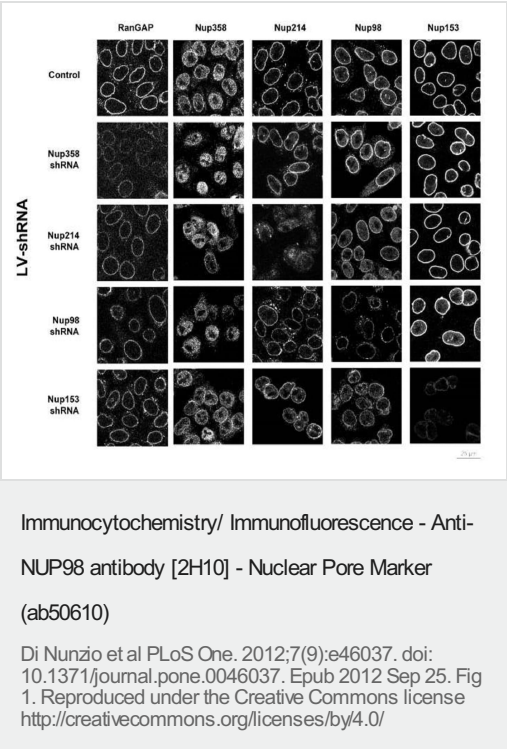 RanGAP Nup358 Nup214 Nup98 Nup153
Control
Nup358
shRNA
LV-shRNA
Nup214
shRNA
Nup98
shRNA
Nup153
shRNA
25 µm
Immunocytochemistry/ Immunofluorescence - Anti-
NUP98 antibody [2H10] - Nuclear Pore Marker
(ab50610)
Di Nunzio et al PLoS One. 2012;7(9):e46037. doi:
10.1371/journal.pone.0046037. Epub 2012 Sep 25. Fig
1. Reproduced under the Creative Commons license
http://creativecommons.org/licenses/by/4.0/